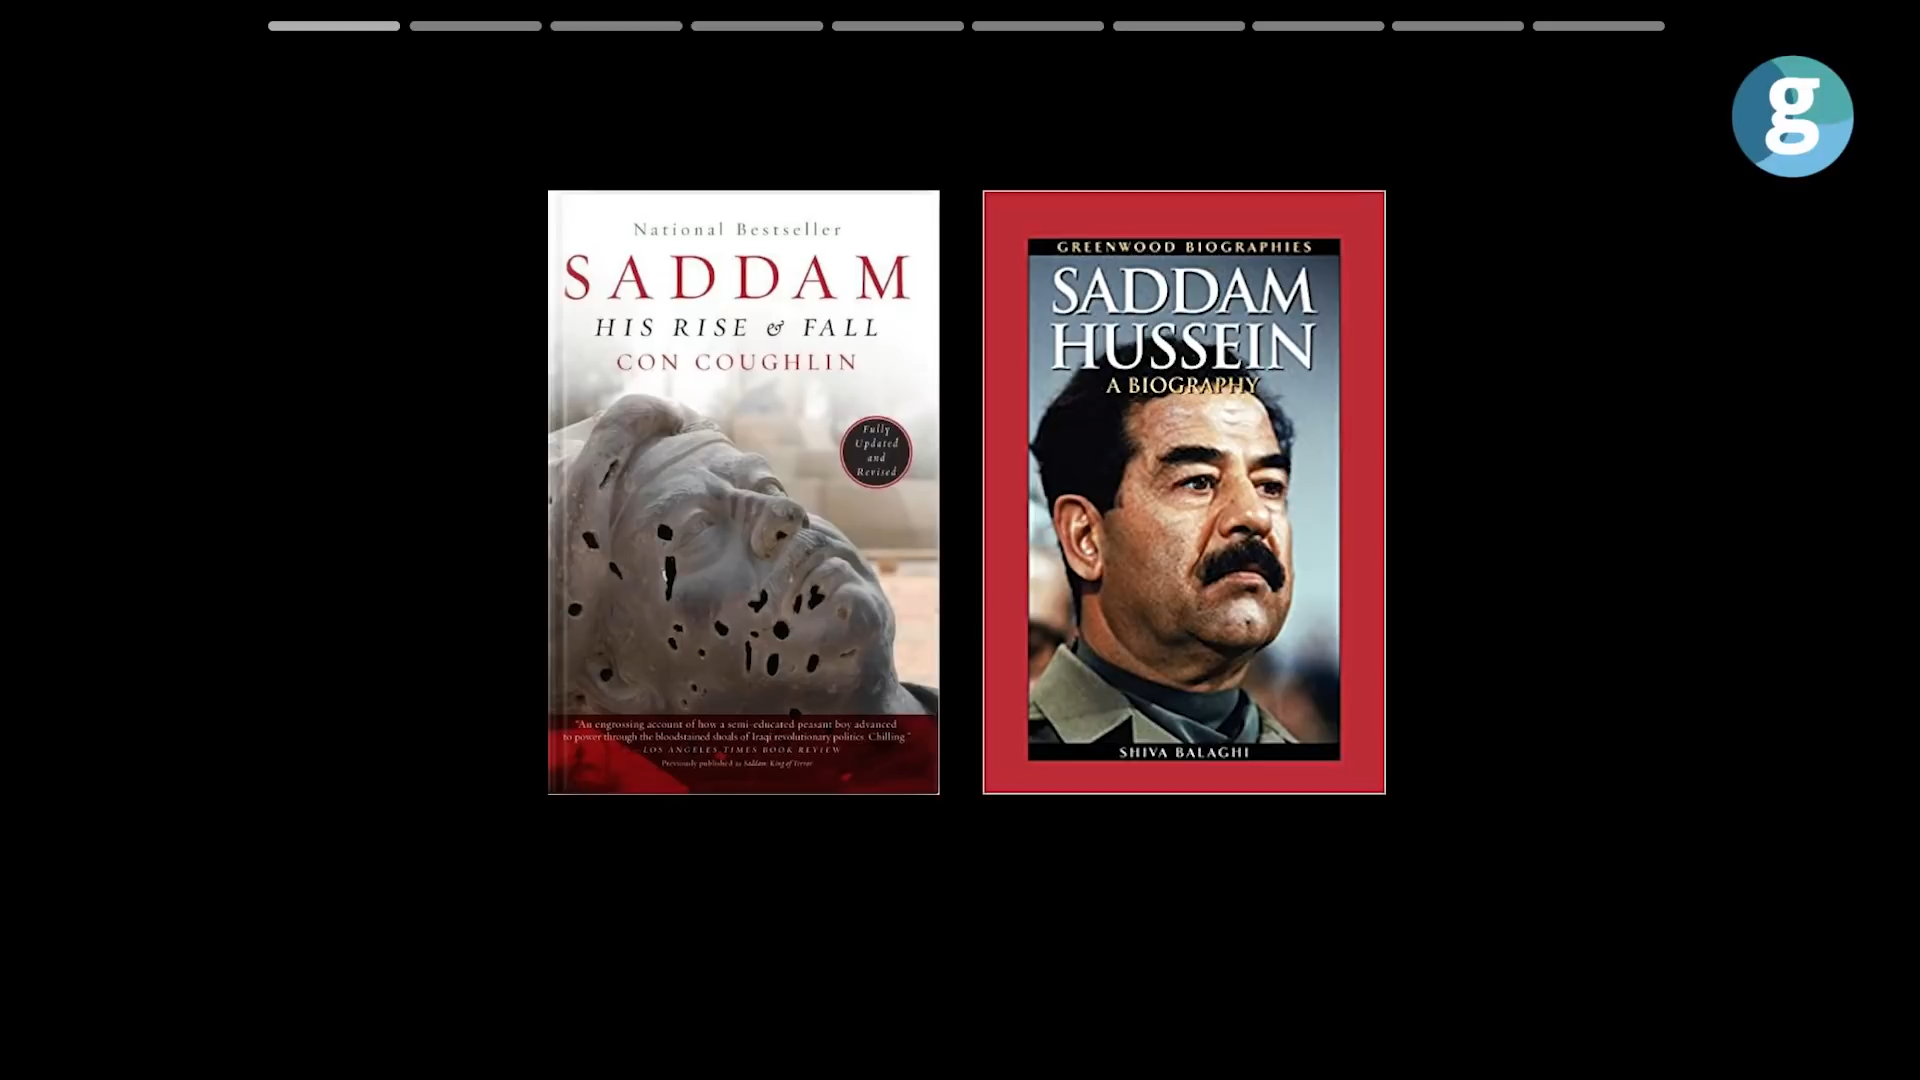 g
National Bestseller
SADDAM
HIS RISE & FALL
CON COUGHLIN
Fully
Updated
and
Revised
"An engrossing account of how a semi-educated peasant boy advanced
to power through the bloodstained shoals of Iraqi revolutionary politics. Chilling."
LOS ANGELES TIMES BOOK REVIEW
Previously published as Saddam: King of Terror
GREENWOOD BIOGRAPHIES
SADDAM
HUSSEIN
A BIOGRAPHY
SHIVA BALAGHI